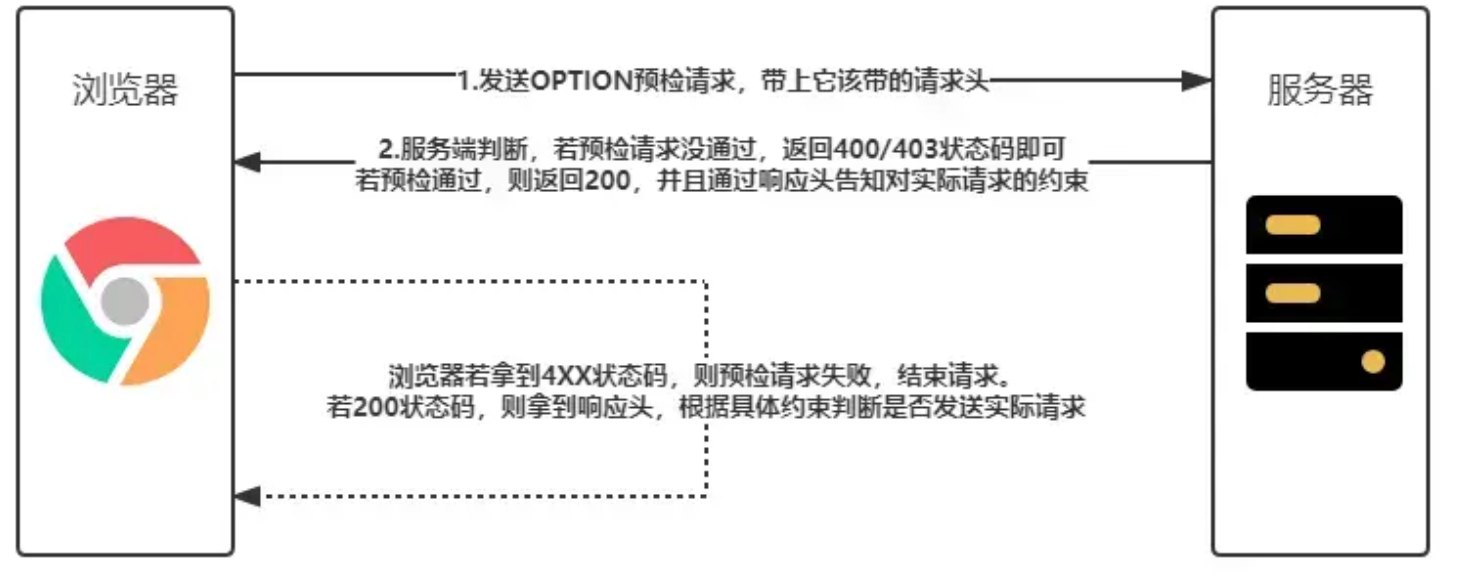 浏览器
服务器
1.发送OPTION预检请求，带上它该带的请求头
2.服务端判断，若预检请求没通过，返回400/403状态码即可
若预检通过，则返回200，并且通过响应头告知对实际请求的约束
浏览器若拿到4XX状态码，则预检请求失败，结束请求。
若200状态码，则拿到响应头，根据具体约束判断是否发送实际请求